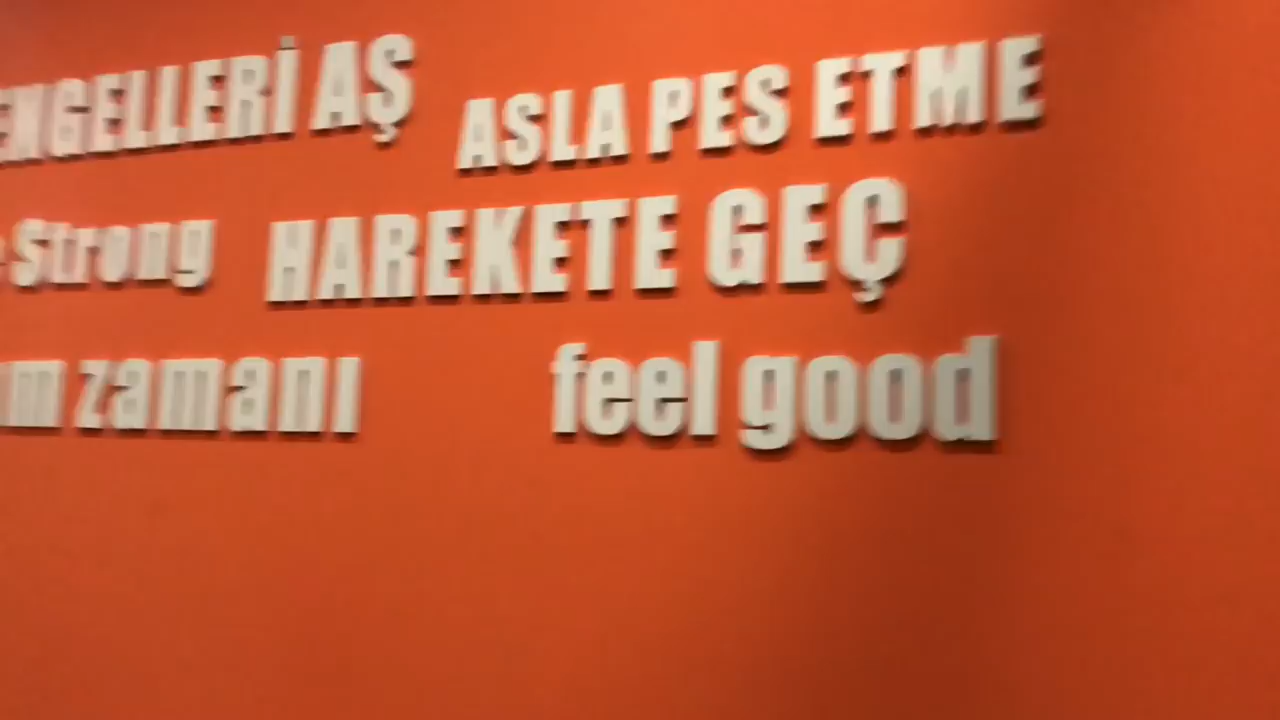 ENGELLERİ AŞ ASLA PES ETME
strong HAREKETE GEÇ
zamanı feel good